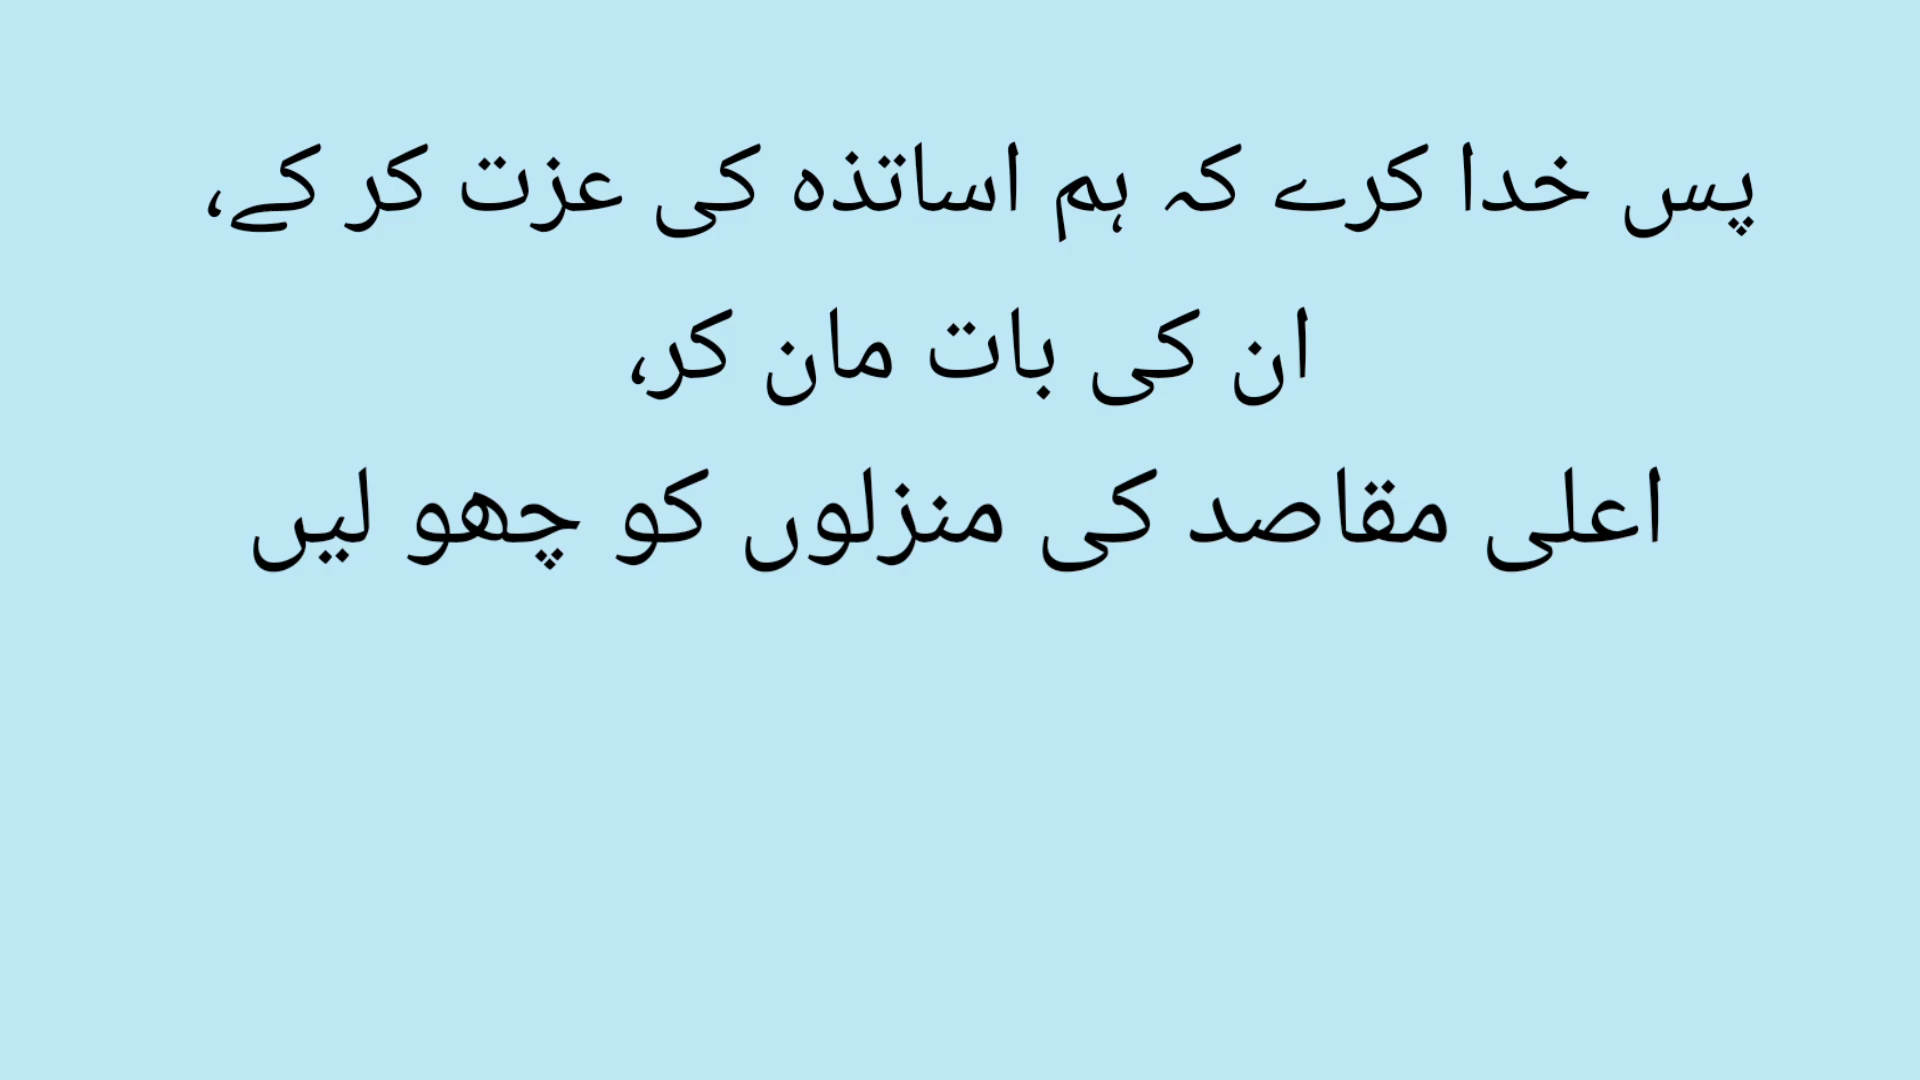 پس خدا کرے کہ ہم اساتذہ کی عزت کر کے،
ان کی بات مان کر،
اعلی مقاصد کی منزلوں کو چھو لیں